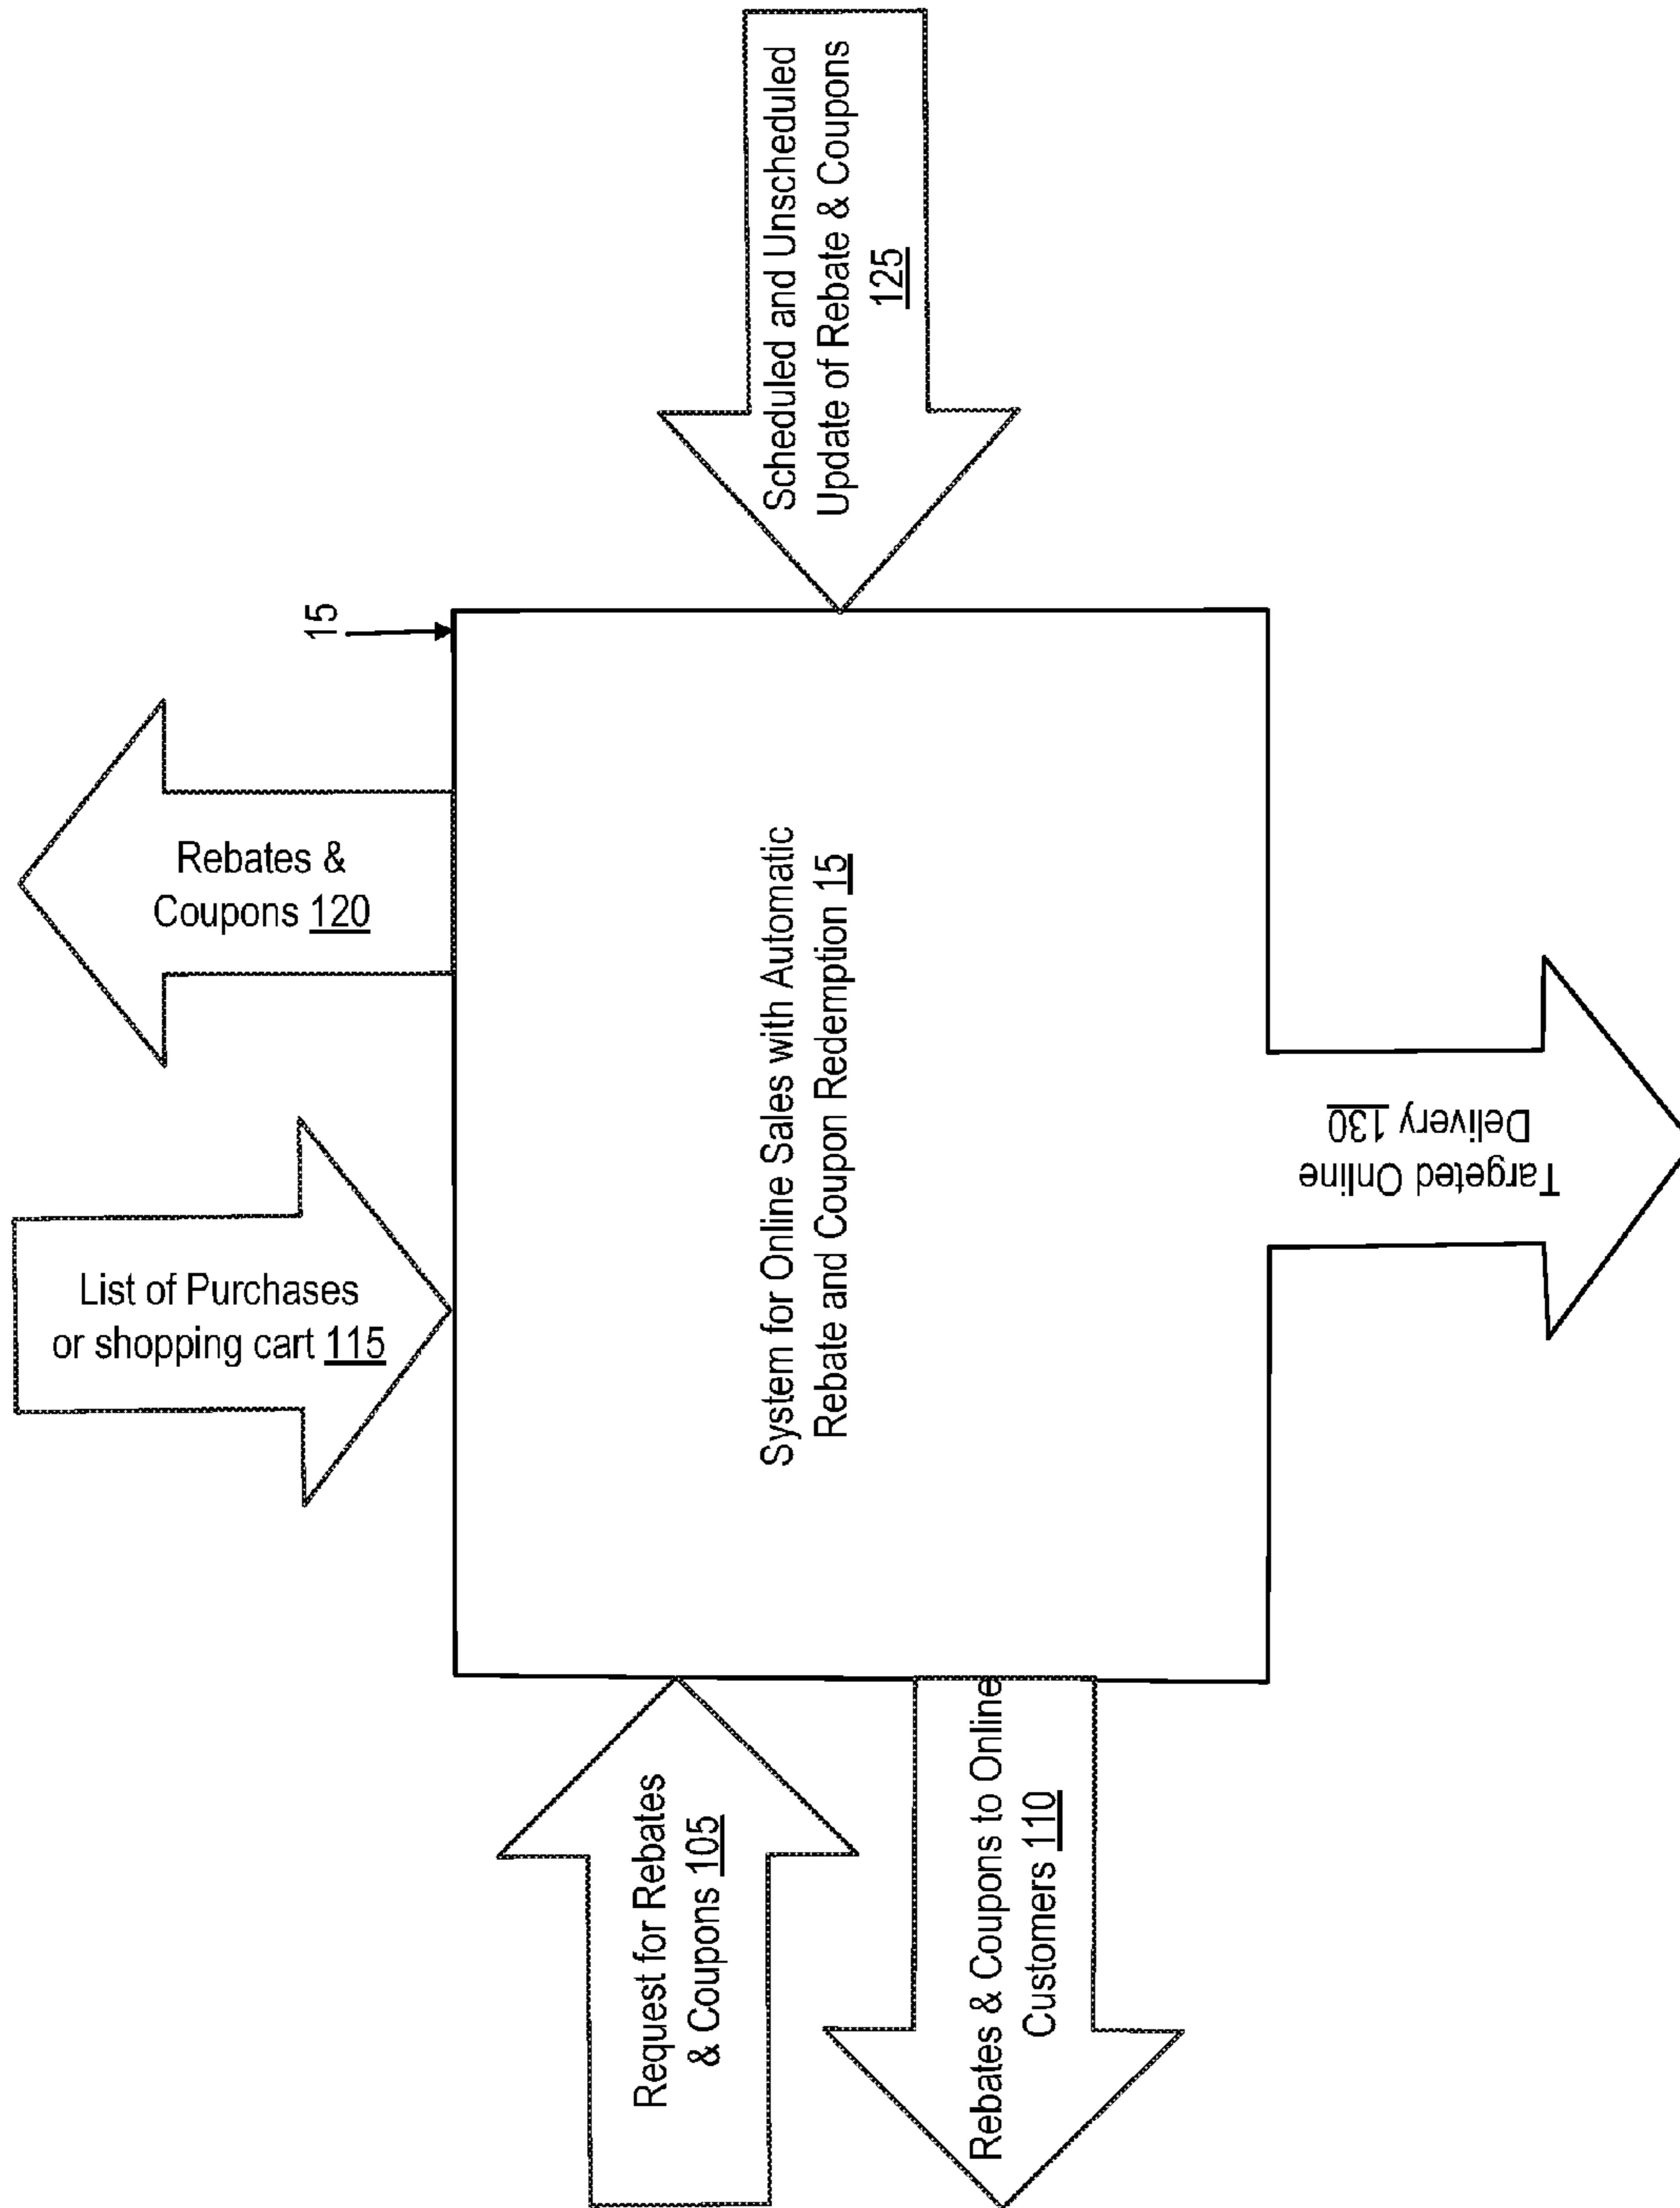 Scheduled and Unscheduled
Update of Rebate & Coupons
125
15
Rebates &
Coupons 120
List of Purchases
or shopping cart 115
System for Online Sales with Automatic
Rebate and Coupon Redemption 15
Targeted Online
Delivery 130
Request for Rebates
& Coupons 105
Rebates & Coupons to Online
Customers 110